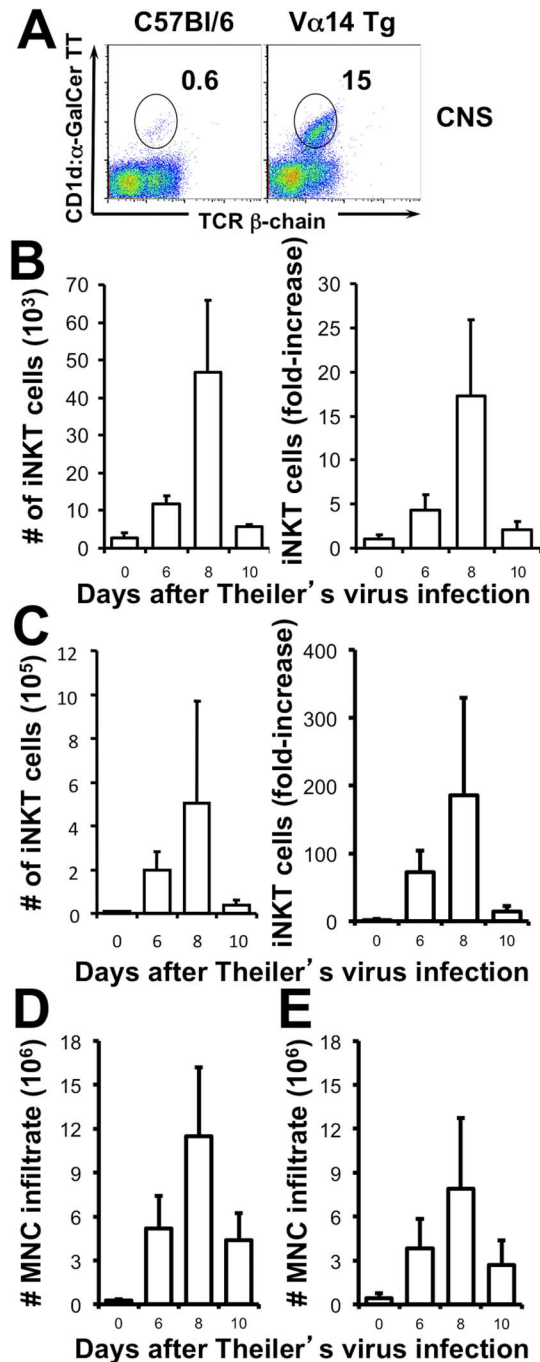 A
C57Bl/6
Vα14 Tg
0.6
15
CD1d:α-GalCer TT
CNS
TCR β-chain
B
# of iNKT cells (10³)
70
60
50
40
30
20
10
0
0 6 8 10
iNKT cells (fold-increase)
30
25
20
15
10
5
0
0 6 8 10
Days after Theiler's virus infection
C
# of iNKT cells (10⁵)
12
10
8
6
4
2
0
0 6 8 10
iNKT cells (fold-increase)
400
300
200
100
0
0 6 8 10
Days after Theiler's virus infection
D
# MNC infiltrate (10⁶)
18
15
12
9
6
3
0
0 6 8 10
E
# MNC infiltrate (10⁶)
18
15
12
9
6
3
0
0 6 8 10
Days after Theiler's virus infection